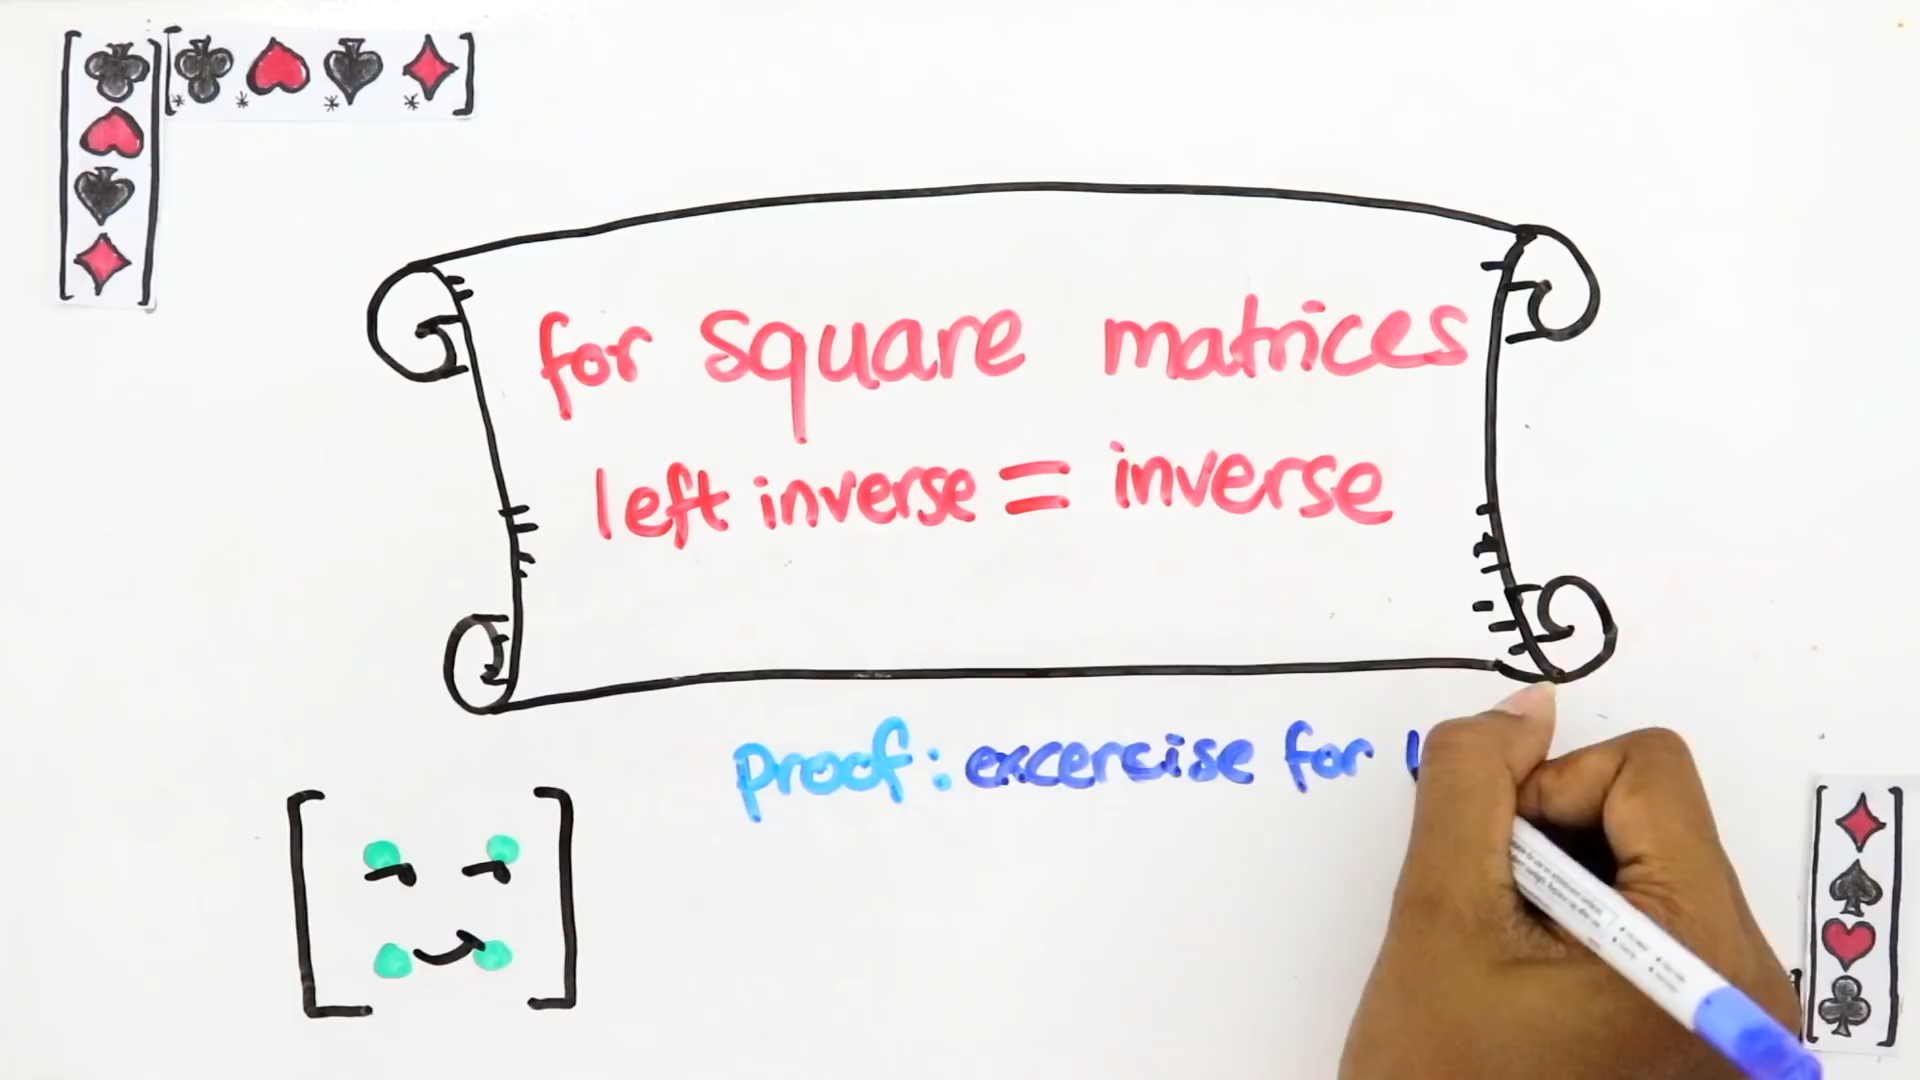 for square matrices
left inverse = inverse
proof: excercise for